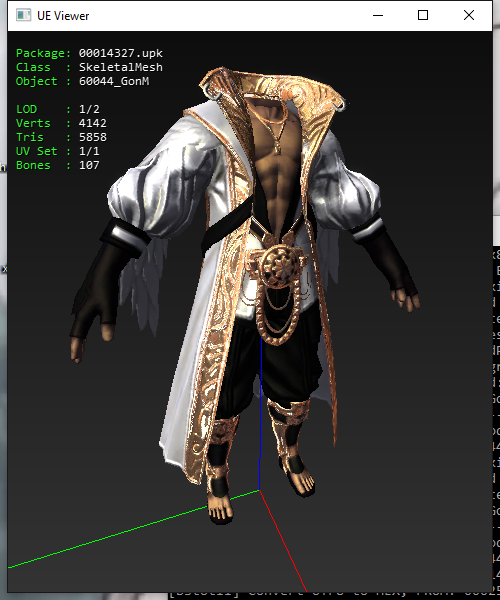 UE Viewer
Package: 00014327.upk
Class : SkeletalMesh
Object : 60044_GonM
LOD : 1/2
Verts : 4142
Tris : 5858
UV Set : 1/1
Bones : 107